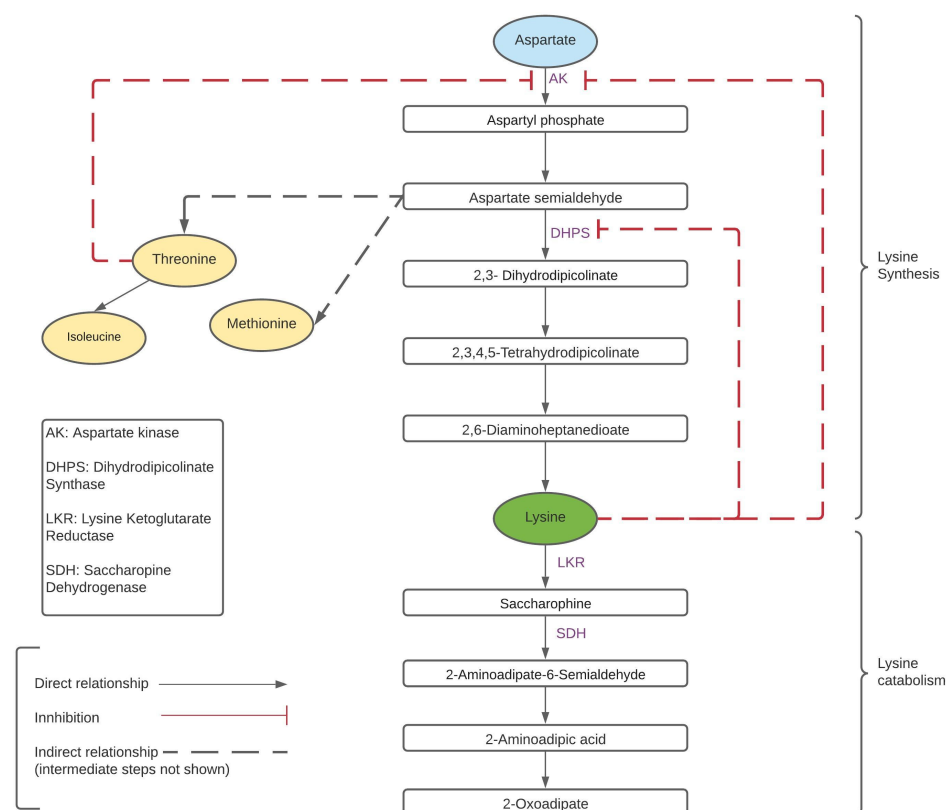 Aspartate
AK
Aspartyl phosphate
Aspartate semialdehyde
DHPS
Threonine
2,3- Dihydrodipicolinate
Isoleucine
Methionine
2,3,4,5-Tetrahydrodipicolinate
2,6-Diaminoheptanedioate
Lysine
Synthesis
AK: Aspartate kinase
DHPS: Dihydrodipicolinate
Synthase
LKR: Lysine Ketoglutarate
Reductase
SDH: Saccharopine
Dehydrogenase
Lysine
LKR
Saccharophine
SDH
2-Aminoadipate-6-Semialdehyde
2-Aminoadipic acid
2-Oxoadipate
Lysine
catabolism
Direct relationship
Innhibition
Indirect relationship
(intermediate steps not shown)